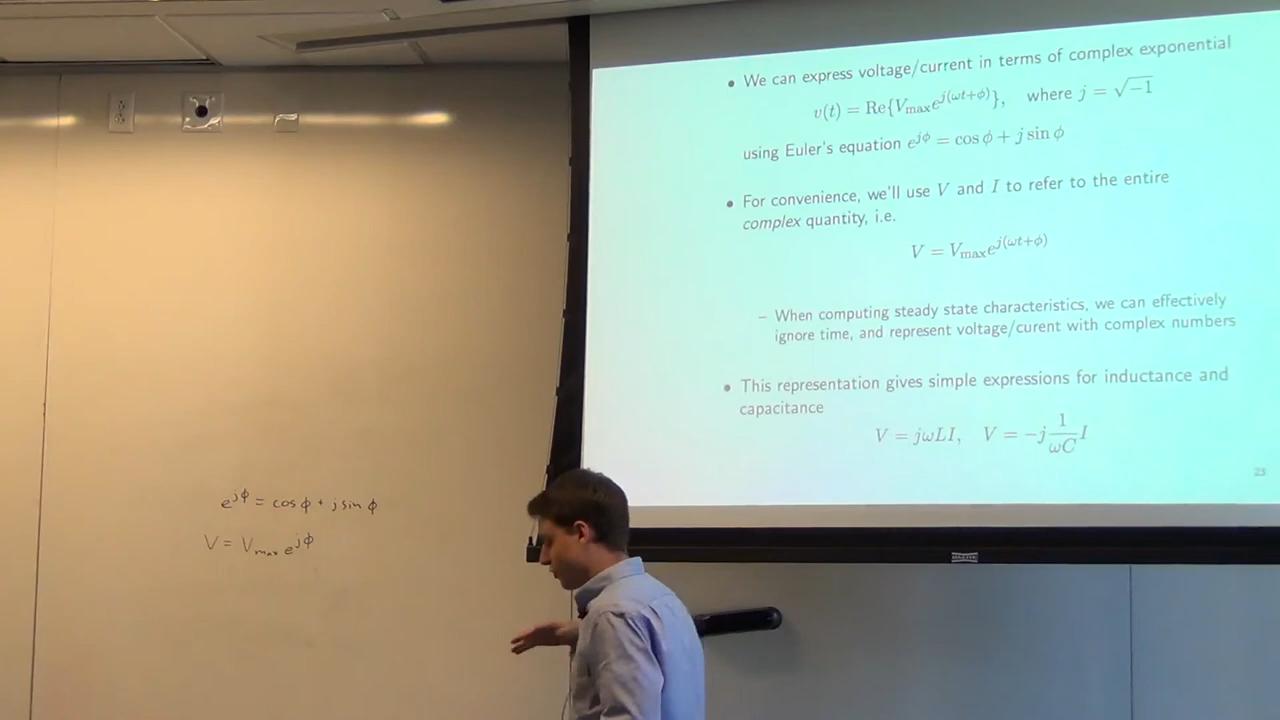 • We can express voltage/current in terms of complex exponential
v(t) = Re{V_max e^{j(ωt+ϕ)}}, where j = √−1
using Euler's equation e^{jϕ} = cos ϕ + j sin ϕ
• For convenience, we'll use V and I to refer to the entire
complex quantity, i.e.
V = V_max e^{j(ωt+ϕ)}
– When computing steady state characteristics, we can effectively
ignore time, and represent voltage/curent with complex numbers
• This representation gives simple expressions for inductance and
capacitance
V = jωLI, V = −j \frac{1}{ωC} I
23
e^{jϕ} = cos ϕ + j sin ϕ
V = V_max e^{jϕ}